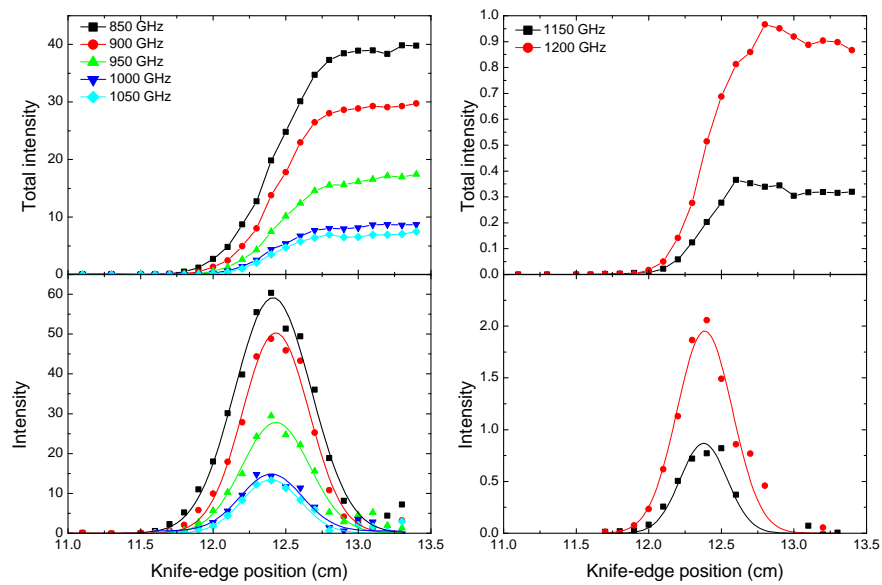 850 GHz
900 GHz
950 GHz
1000 GHz
1050 GHz
40
30
20
10
0
Total intensity
1150 GHz
1200 GHz
1.0
0.9
0.8
0.7
0.6
0.5
0.4
0.3
0.2
0.1
0.0
Total intensity
60
50
40
30
20
10
0
Intensity
11.0 11.5 12.0 12.5 13.0 13.5
Knife-edge position (cm)
2.0
1.5
1.0
0.5
0.0
Intensity
11.0 11.5 12.0 12.5 13.0 13.5
Knife-edge position (cm)